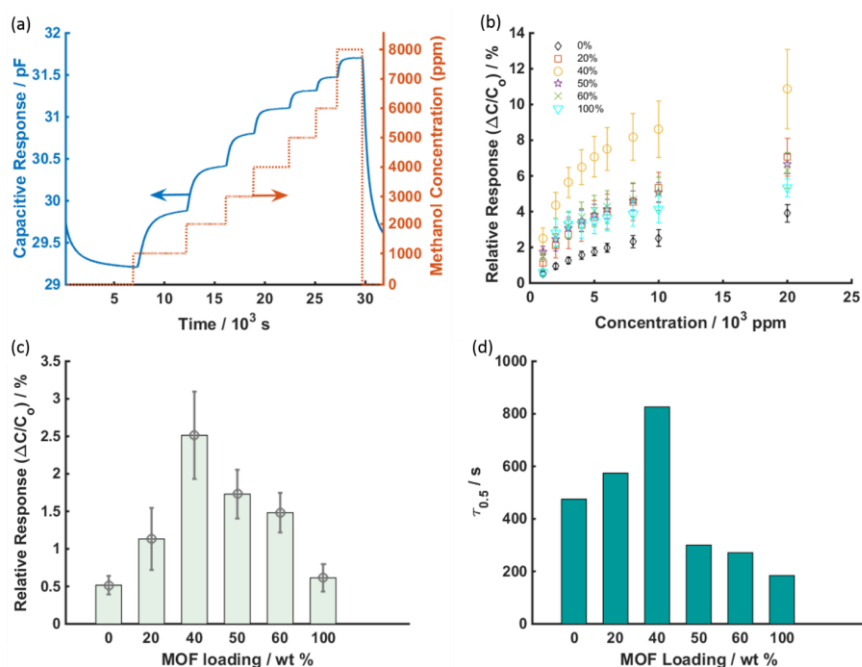 (a)
32
31.5
31
30.5
30
29.5
29
Capacitive Response / pF
8000
7000
6000
5000
4000
3000
2000
1000
0
Methanol Concentration (ppm)
5 10 15 20 25 30
Time / 10³ s
(b)
14
12
10
8
6
4
2
0
Relative Response (ΔC/Cₒ) / %
0%
20%
40%
50%
60%
100%
0 5 10 15 20 25
Concentration / 10³ ppm
(c)
3.5
3
2.5
2
1.5
1
0.5
0
Relative Response (ΔC/Cₒ) / %
0 20 40 50 60 100
MOF loading / wt %
(d)
1000
800
600
400
200
0
τ₀.₅ / s
0 20 40 50 60 100
MOF Loading / wt %